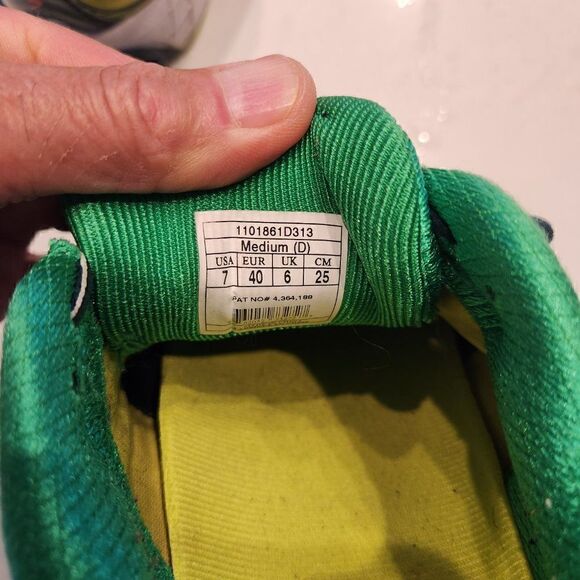 1101861D313
Medium (D)
USA EUR UK CM
7 40 6 25
PAT NO# 4,364,189